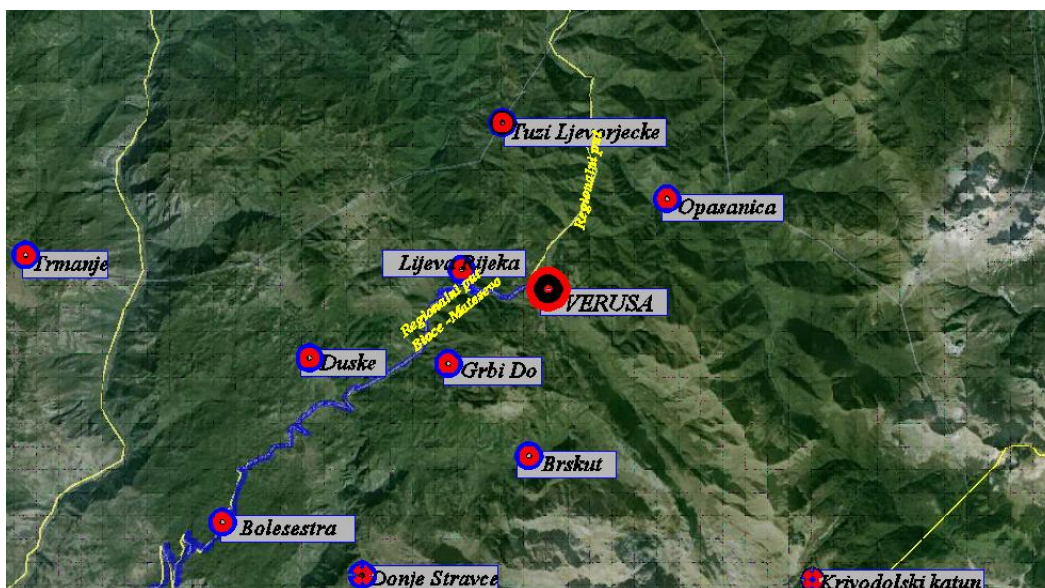 Tuzi Ljevorjecke
Regionalni put
Opasanica
Trmanje
Lijeva Rijeka
VERUSA
Regionalni put
Bioce -Matesevo
Duske
Grbi Do
Brskut
Bolesestra
Donje Stravce
Krivodolski katun